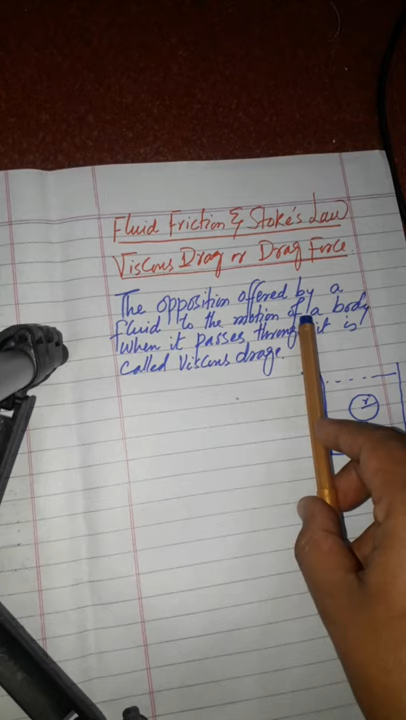 Fluid Friction & Stoke's Law
Viscous Drag or Drag Force
The opposition offered by a
fluid to the motion of a body
when it passes through it is
called Viscous drage.
r